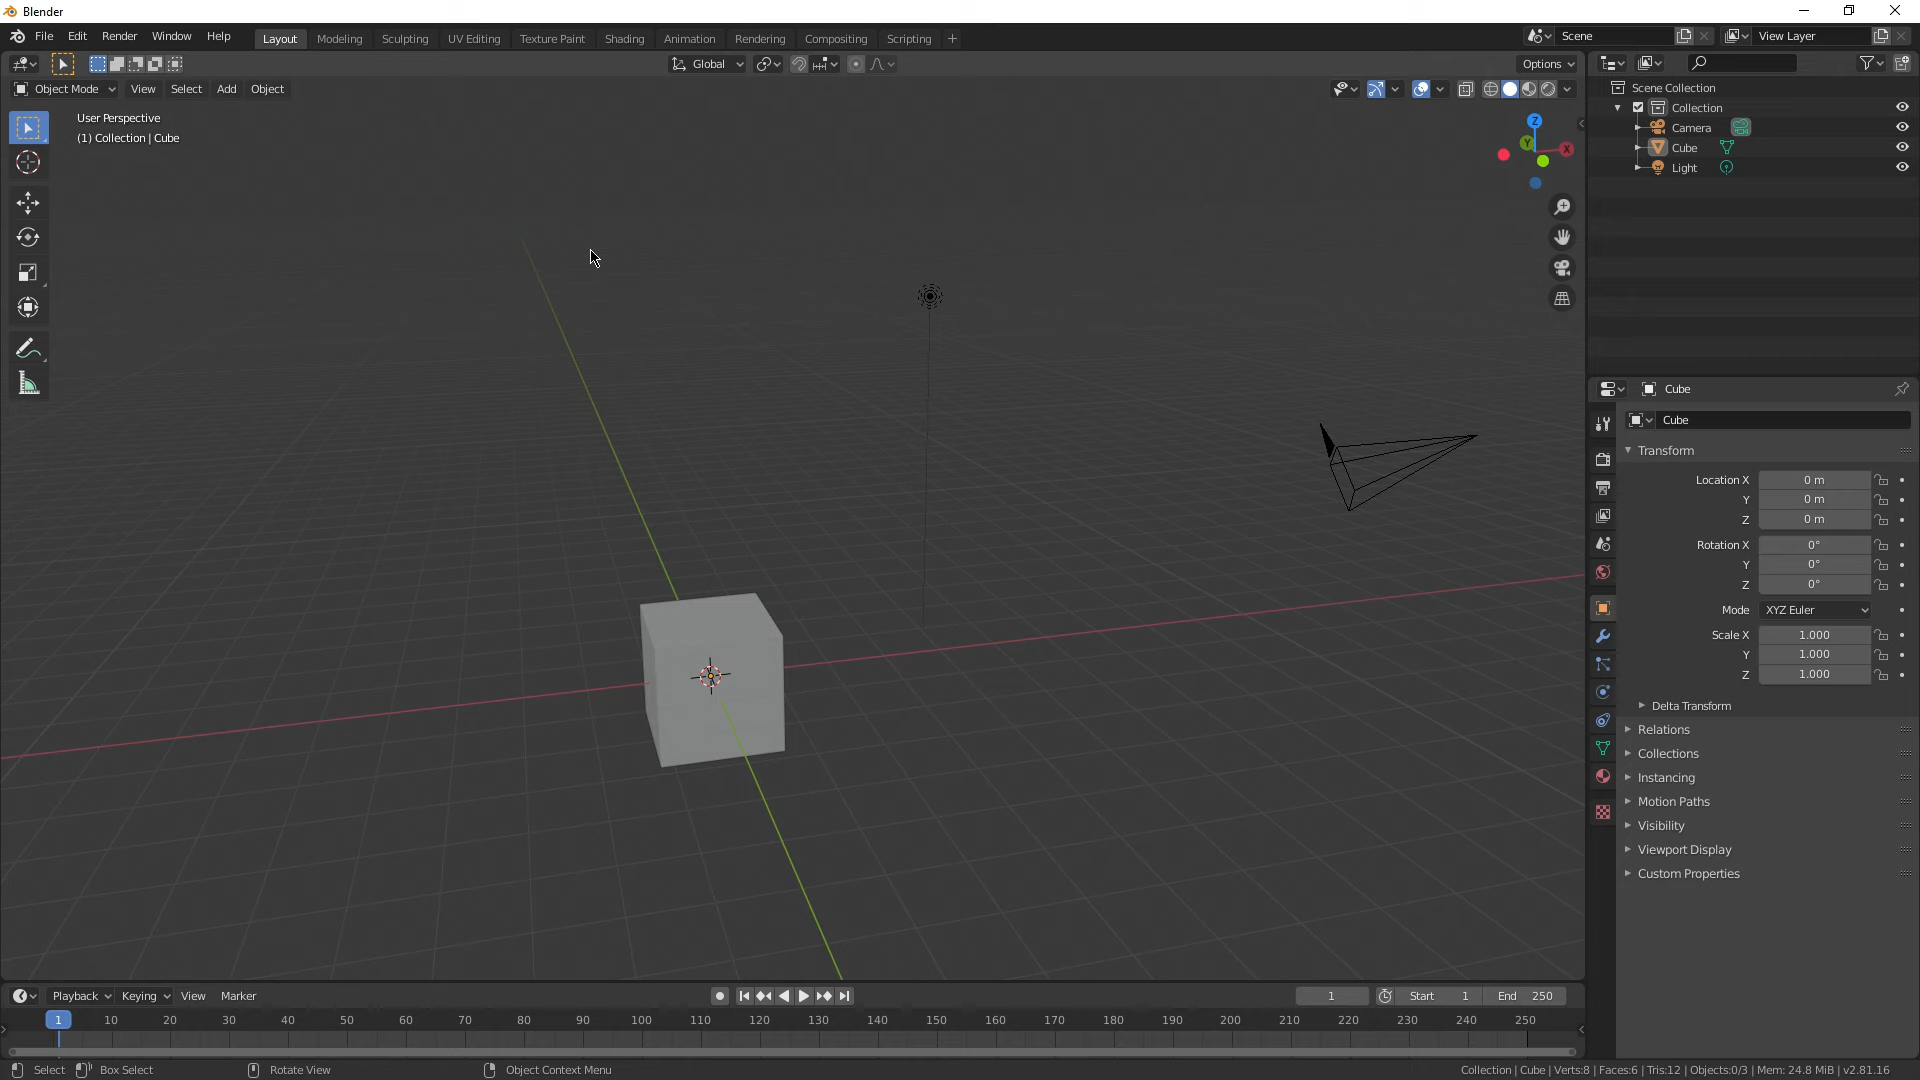 Blender
File Edit Render Window Help
Layout Modeling Sculpting UV Editing Texture Paint Shading Animation Rendering Compositing Scripting +
Scene
View Layer
Global
Options
Object Mode View Select Add Object
User Perspective
(1) Collection | Cube
Z
Y
X
Scene Collection
Collection
Camera
Cube
Light
Cube
Cube
Transform
Location X 0 m
Y 0 m
Z 0 m
Rotation X 0°
Y 0°
Z 0°
Mode XYZ Euler
Scale X 1.000
Y 1.000
Z 1.000
Delta Transform
Relations
Collections
Instancing
Motion Paths
Visibility
Viewport Display
Custom Properties
Playback Keying View Marker
1 Start 1 End 250
1 10 20 30 40 50 60 70 80 90 100 110 120 130 140 150 160 170 180 190 200 210 220 230 240 250
Select Box Select Rotate View Object Context Menu
Collection | Cube | Verts:8 | Faces:6 | Tris:12 | Objects:0/3 | Mem: 24.8 MiB | v2.81.16